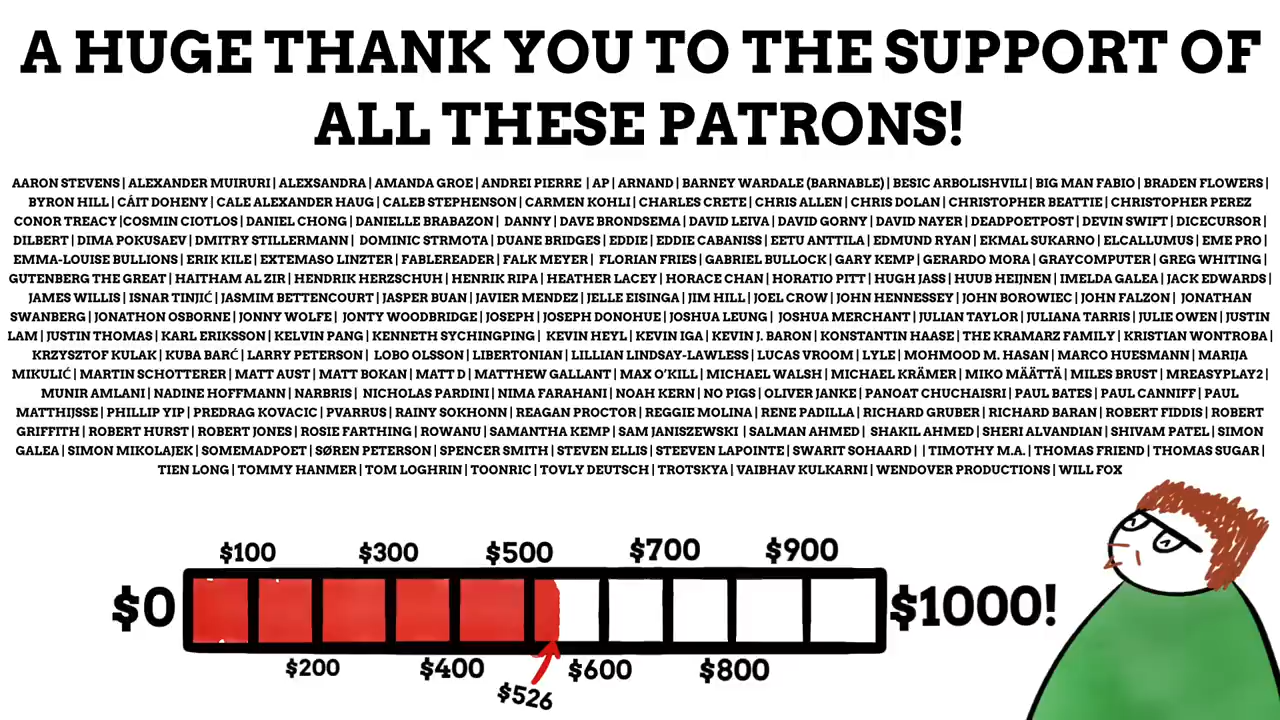 A HUGE THANK YOU TO THE SUPPORT OF
ALL THESE PATRONS!
AARON STEVENS | ALEXANDER MUIRURI | ALEXSANDRA | AMANDA GROE | ANDREI PIERRE | AP | ARNAND | BARNEY WARDALE (BARNABLE) | BESIC ARBOLISHVILI | BIG MAN FABIO | BRADEN FLOWERS |
BYRON HILL | CÁIT DOHENY | CALE ALEXANDER HAUG | CALEB STEPHENSON | CARMEN KOHLI | CHARLES CRETE | CHRIS ALLEN | CHRIS DOLAN | CHRISTOPHER BEATTIE | CHRISTOPHER PEREZ
CONOR TREACY |COSMIN CIOTLOS | DANIEL CHONG | DANIELLE BRABAZON | DANNY | DAVE BRONDSEMA | DAVID LEIVA | DAVID GORNY | DAVID NAYER | DEADPOETPOST | DEVIN SWIFT | DICECURSOR |
DILBERT | DIMA POKUSAEV | DMITRY STILLERMANN | DOMINIC STRMOTA | DUANE BRIDGES | EDDIE | EDDIE CABANISS | EETU ANTTILA | EDMUND RYAN | EKMAL SUKARNO | ELCALLUMUS | EME PRO |
EMMA-LOUISE BULLIONS | ERIK KILE | EXTEMASO LINZTER | FABLEREADER | FALK MEYER | FLORIAN FRIES | GABRIEL BULLOCK | GARY KEMP | GERARDO MORA | GRAYCOMPUTER | GREG WHITING |
GUTENBERG THE GREAT | HAITHAM AL ZIR | HENDRIK HERZSCHUH | HENRIK RIPA | HEATHER LACEY | HORACE CHAN | HORATIO PITT | HUGH JASS | HUUB HEIJNEN | IMELDA GALEA | JACK EDWARDS |
JAMES WILLIS | ISNAR TINJIĆ | JASMIM BETTENCOURT | JASPER BUAN | JAVIER MENDEZ | JELLE EISINGA | JIM HILL | JOEL CROW | JOHN HENNESSEY | JOHN BOROWIEC | JOHN FALZON | JONATHAN
SWANBERG | JONATHON OSBORNE | JONNY WOLFE | JONTY WOODBRIDGE | JOSEPH | JOSEPH DONOHUE | JOSHUA LEUNG | JOSHUA MERCHANT | JULIAN TAYLOR | JULIANA TARRIS | JULIE OWEN | JUSTIN
LAM | JUSTIN THOMAS | KARL ERIKSSON | KELVIN PANG | KENNETH SYCHINGPING | KEVIN HEYL | KEVIN IGA | KEVIN J. BARON | KONSTANTIN HAASE | THE KRAMARZ FAMILY | KRISTIAN WONTROBA |
KRZYSZTOF KULAK | KUBA BARĆ | LARRY PETERSON | LOBO OLSSON | LIBERTONIAN | LILLIAN LINDSAY-LAWLESS | LUCAS VROOM | LYLE | MOHMOOD M. HASAN | MARCO HUESMANN | MARIJA
MIKULIĆ | MARTIN SCHOTTERER | MATT AUST | MATT BOKAN | MATT D | MATTHEW GALLANT | MAX O'KILL | MICHAEL WALSH | MICHAEL KRÄMER | MIKO MÄÄTTÄ | MILES BRUST | MREASYPLAY2 |
MUNIR AMLANI | NADINE HOFFMANN | NARBRIS | NICHOLAS PARDINI | NIMA FARAHANI | NOAH KERN | NO PIGS | OLIVER JANKE | PANOAT CHUCHAISRI | PAUL BATES | PAUL CANNIFF | PAUL
MATTHIJSSE | PHILLIP YIP | PREDRAG KOVACIC | PVARRUS | RAINY SOKHONN | REAGAN PROCTOR | REGGIE MOLINA | RENE PADILLA | RICHARD GRUBER | RICHARD BARAN | ROBERT FIDDIS | ROBERT
GRIFFITH | ROBERT HURST | ROBERT JONES | ROSIE FARTHING | ROWANU | SAMANTHA KEMP | SAM JANISZEWSKI | SALMAN AHMED | SHAKIL AHMED | SHERI ALVANDIAN | SHIVAM PATEL | SIMON
GALEA | SIMON MIKOLAJEK | SOMEMADPOET | SØREN PETERSON | SPENCER SMITH | STEVEN ELLIS | STEEVEN LAPOINTE | SWARIT SOHAARD | | TIMOTHY M.A. | THOMAS FRIEND | THOMAS SUGAR |
TIEN LONG | TOMMY HANMER | TOM LOGHRIN | TOONRIC | TOVLY DEUTSCH | TROTSKYA | VAIBHAV KULKARNI | WENDOVER PRODUCTIONS | WILL FOX
$100 $300 $500 $700 $900
$0 $1000!
$200 $400 $600 $800
$526